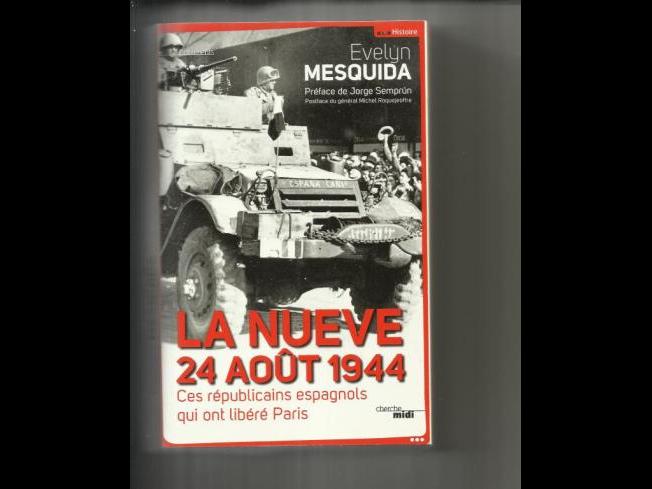 Histoire
Evelyn
MESQUIDA
Préface de Jorge Semprún
Postface du général Michel Roquejeoffre
ESPAÑA CAÑI
LA NUEVE
24 AOÛT 1944
Ces républicains espagnols
qui ont libéré Paris
cherche
midi